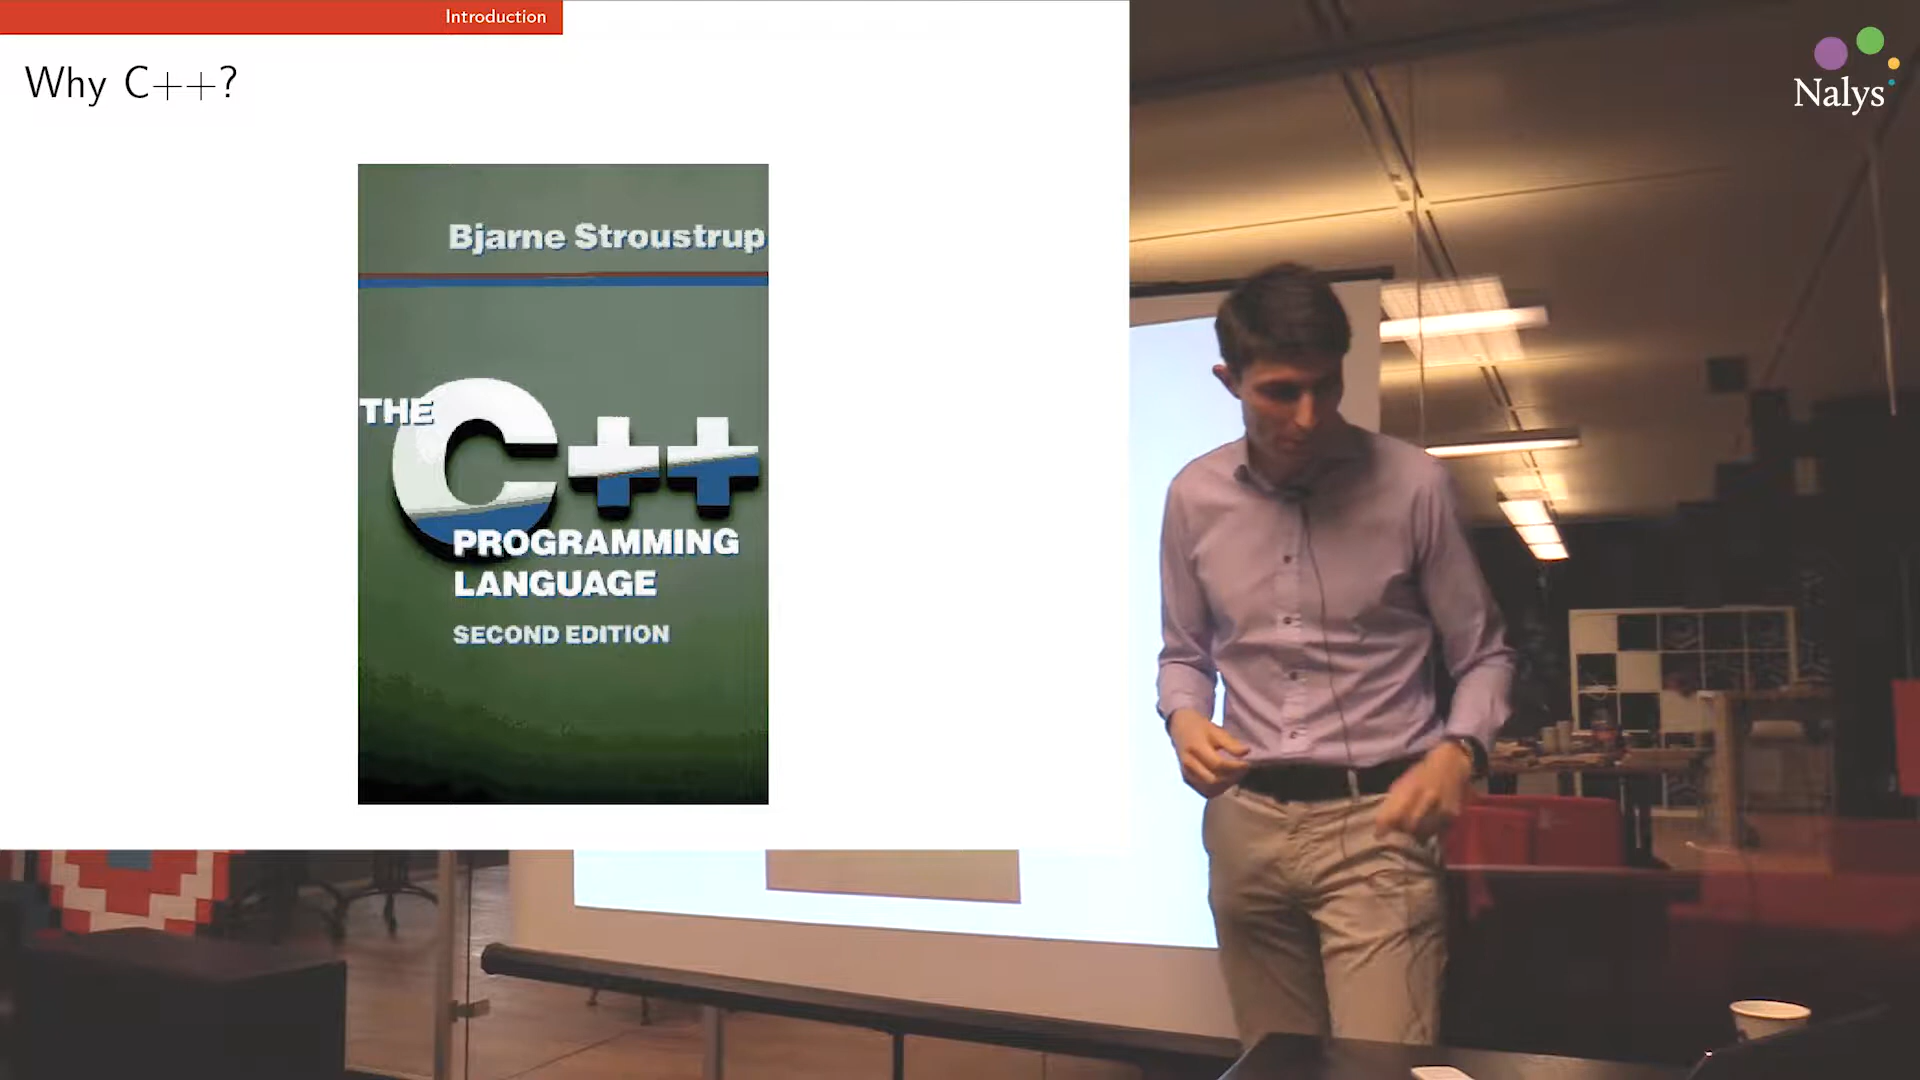 Introduction
Why C++?
Bjarne Stroustrup
THE
C++
PROGRAMMING
LANGUAGE
SECOND EDITION
Nalys